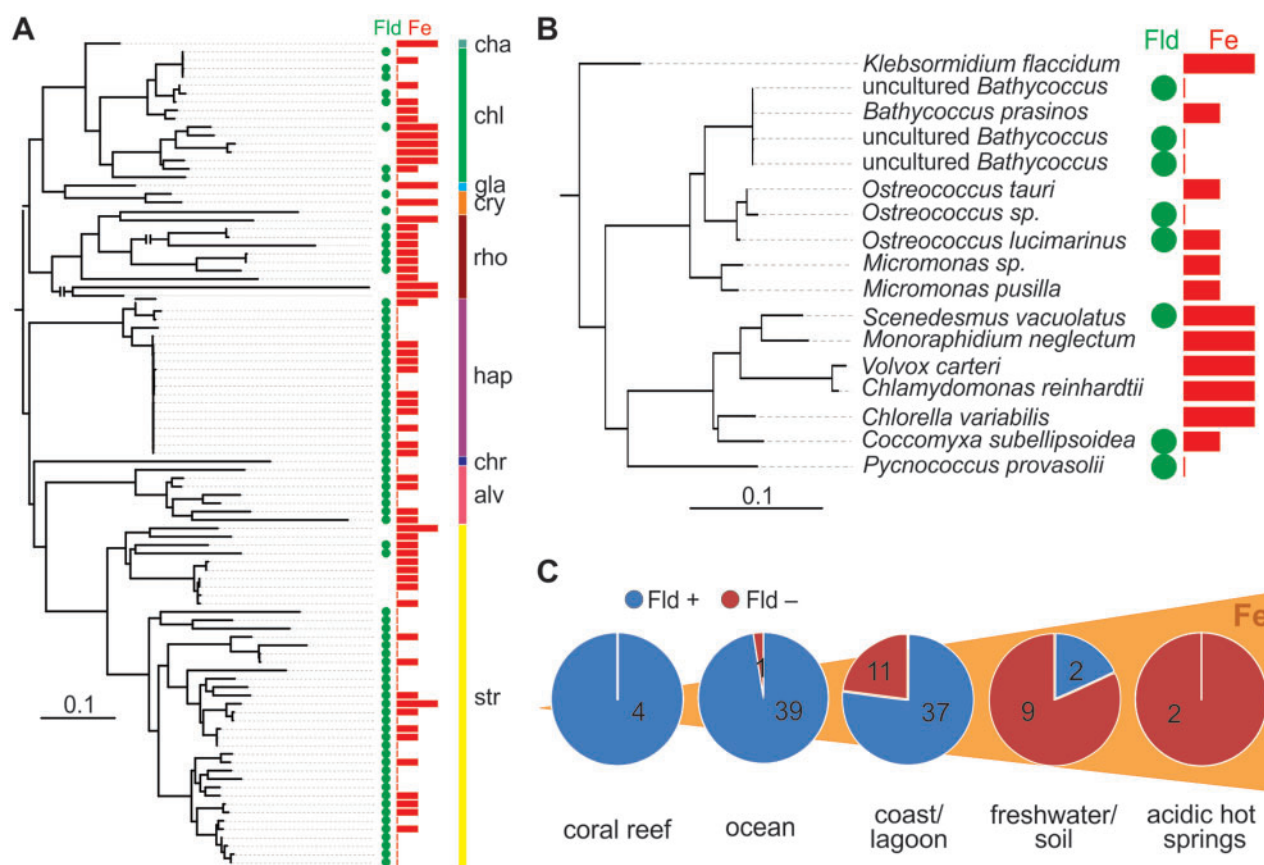 A
Fld Fe
cha
chl
gla
cry
rho
hap
chr
alv
str
0.1
B
Fld Fe
Klebsormidium flaccidum
uncultured Bathycoccus
Bathycoccus prasinos
uncultured Bathycoccus
uncultured Bathycoccus
Ostreococcus tauri
Ostreococcus sp.
Ostreococcus lucimarinus
Micromonas sp.
Micromonas pusilla
Scenedesmus vacuolatus
Monoraphidium neglectum
Volvox carteri
Chlamydomonas reinhardtii
Chlorella variabilis
Coccomyxa subellipsoidea
Pycnococcus provasolii
0.1
C
Fld + Fld –
Fe
4
1
39
11
37
2
9
2
coral reef
ocean
coast/
lagoon
freshwater/
soil
acidic hot
springs